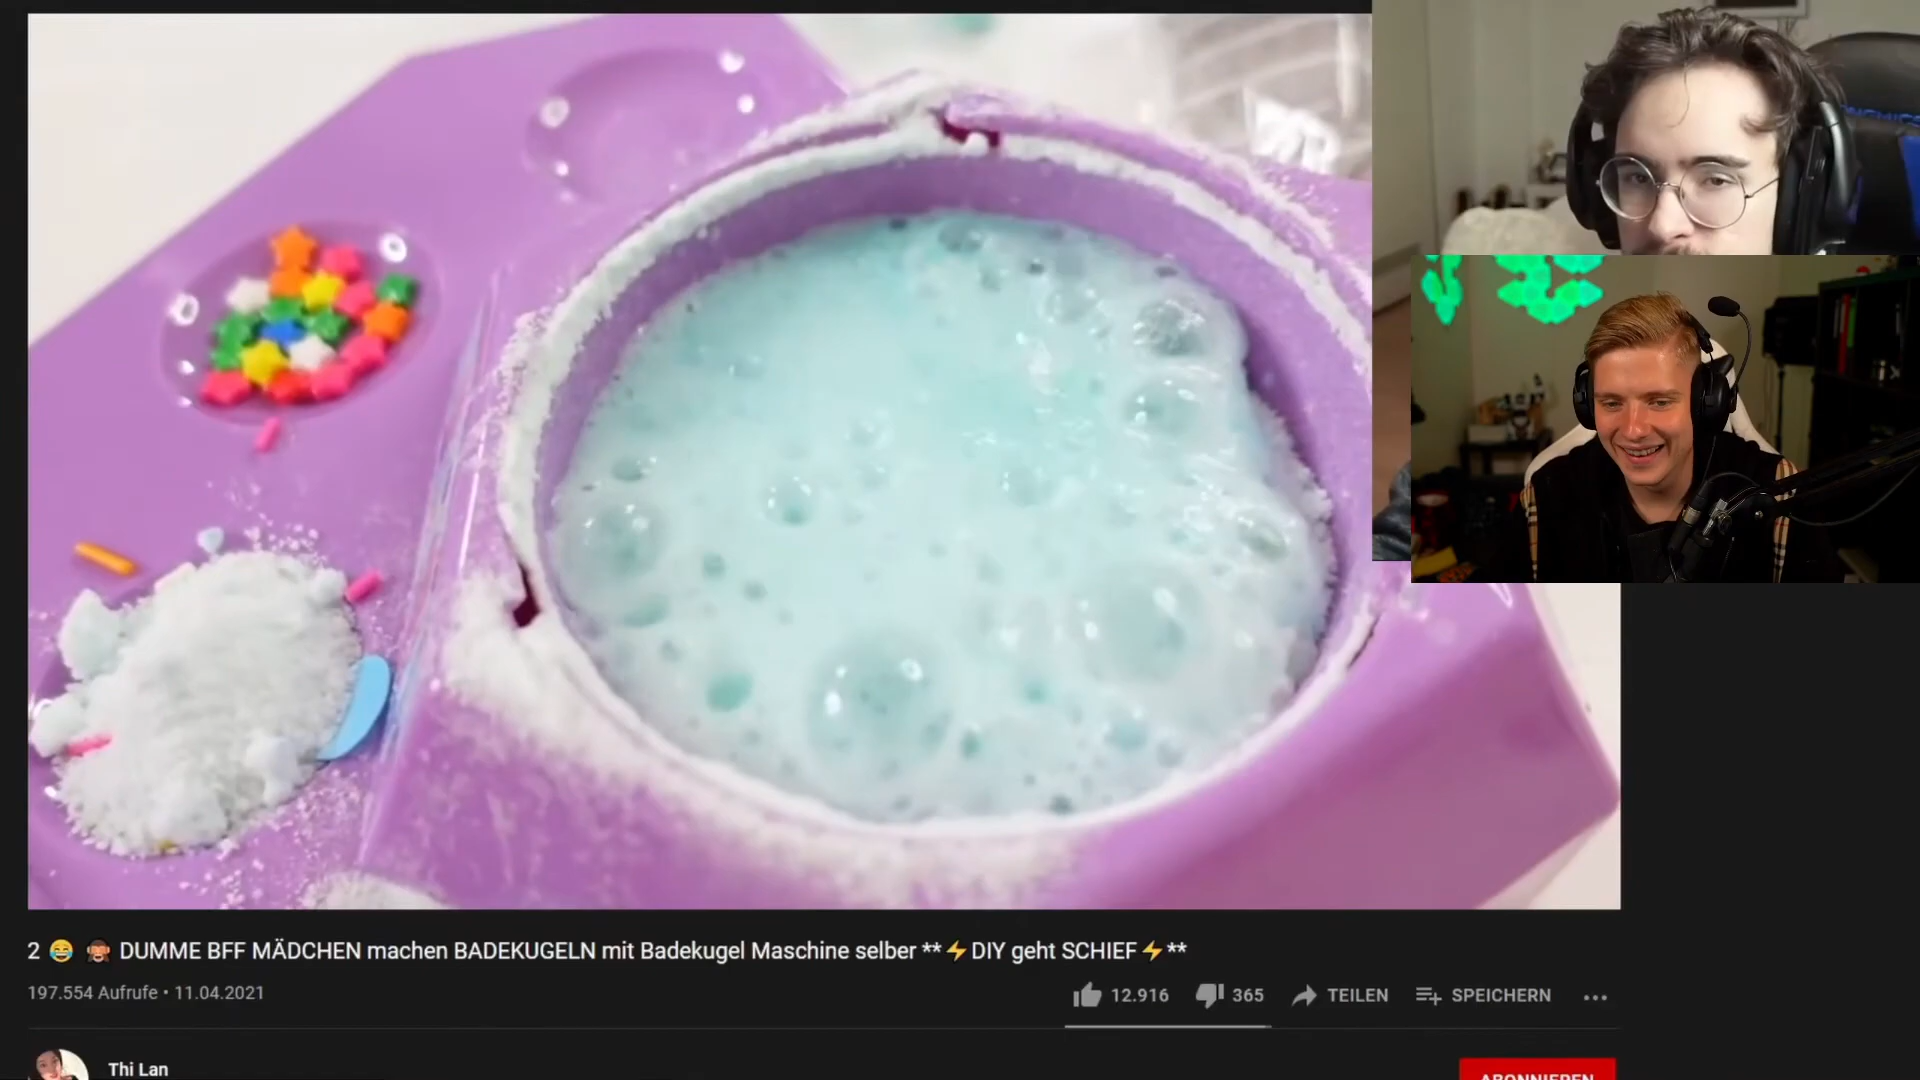 2 😂 🙈 DUMME BFF MÄDCHEN machen BADEKUGELN mit Badekugel Maschine selber **⚡DIY geht SCHIEF⚡**
197.554 Aufrufe • 11.04.2021
12.916 365 TEILEN SPEICHERN ...
Thi Lan
ABONNIEREN